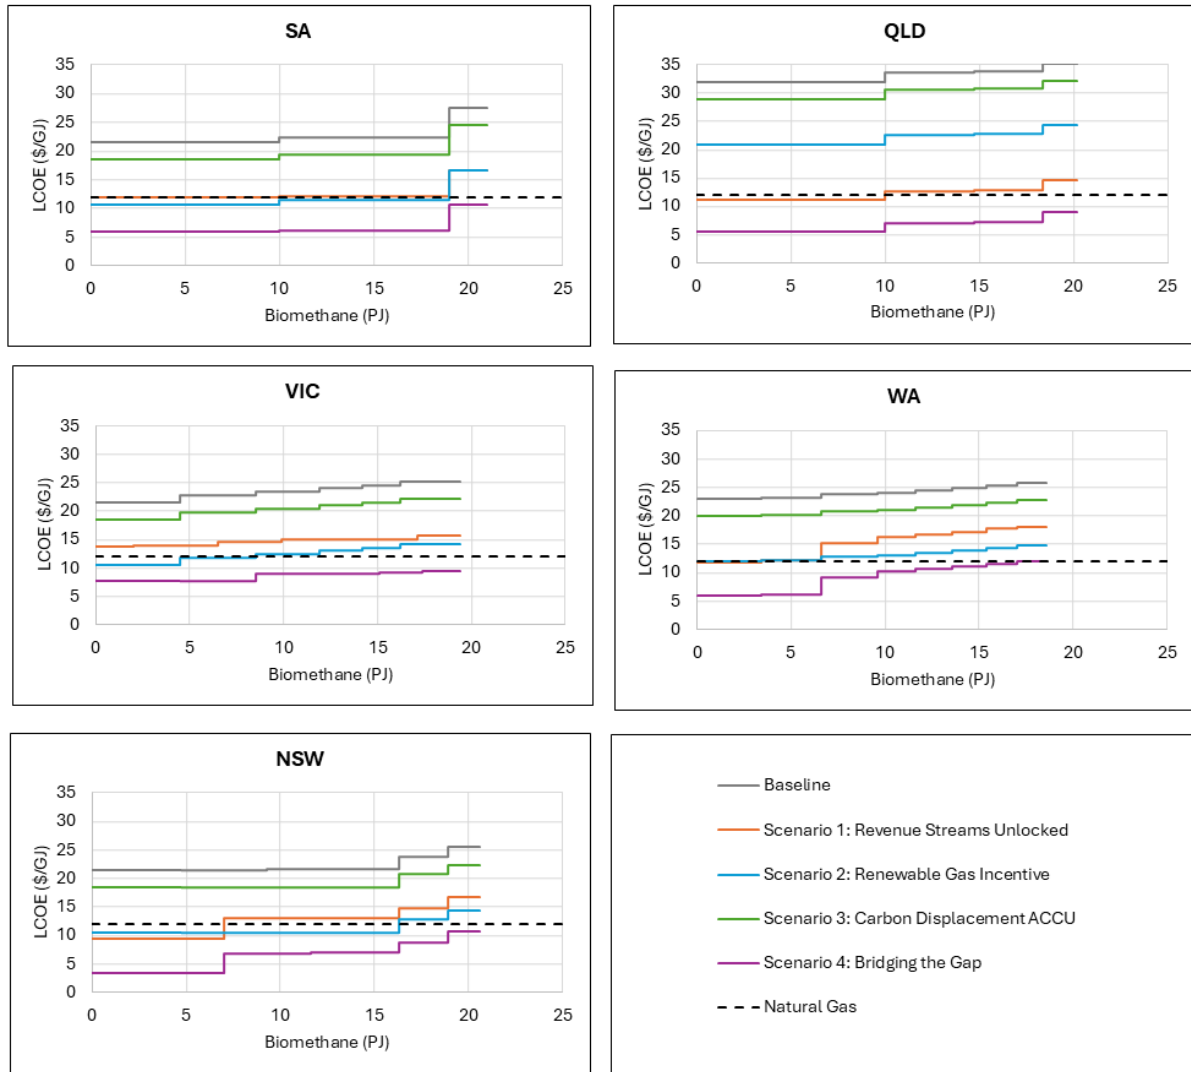 SA
35
30
25
20
15
10
5
0
LCOE ($/GJ)
0 5 10 15 20 25
Biomethane (PJ)
QLD
35
30
25
20
15
10
5
0
LCOE ($/GJ)
0 5 10 15 20 25
Biomethane (PJ)
VIC
35
30
25
20
15
10
5
0
LCOE ($/GJ)
0 5 10 15 20 25
Biomethane (PJ)
WA
35
30
25
20
15
10
5
0
LCOE ($/GJ)
0 5 10 15 20 25
Biomethane (PJ)
NSW
35
30
25
20
15
10
5
0
LCOE ($/GJ)
0 5 10 15 20 25
Biomethane (PJ)
Baseline
Scenario 1: Revenue Streams Unlocked
Scenario 2: Renewable Gas Incentive
Scenario 3: Carbon Displacement ACCU
Scenario 4: Bridging the Gap
Natural Gas